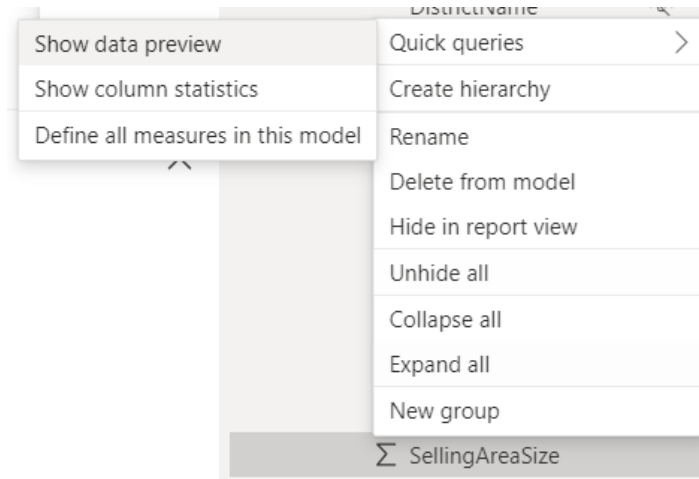 DistrictName
Show data preview
Quick queries
Show column statistics
Create hierarchy
Define all measures in this model
Rename
Delete from model
Hide in report view
Unhide all
Collapse all
Expand all
New group
SellingAreaSize